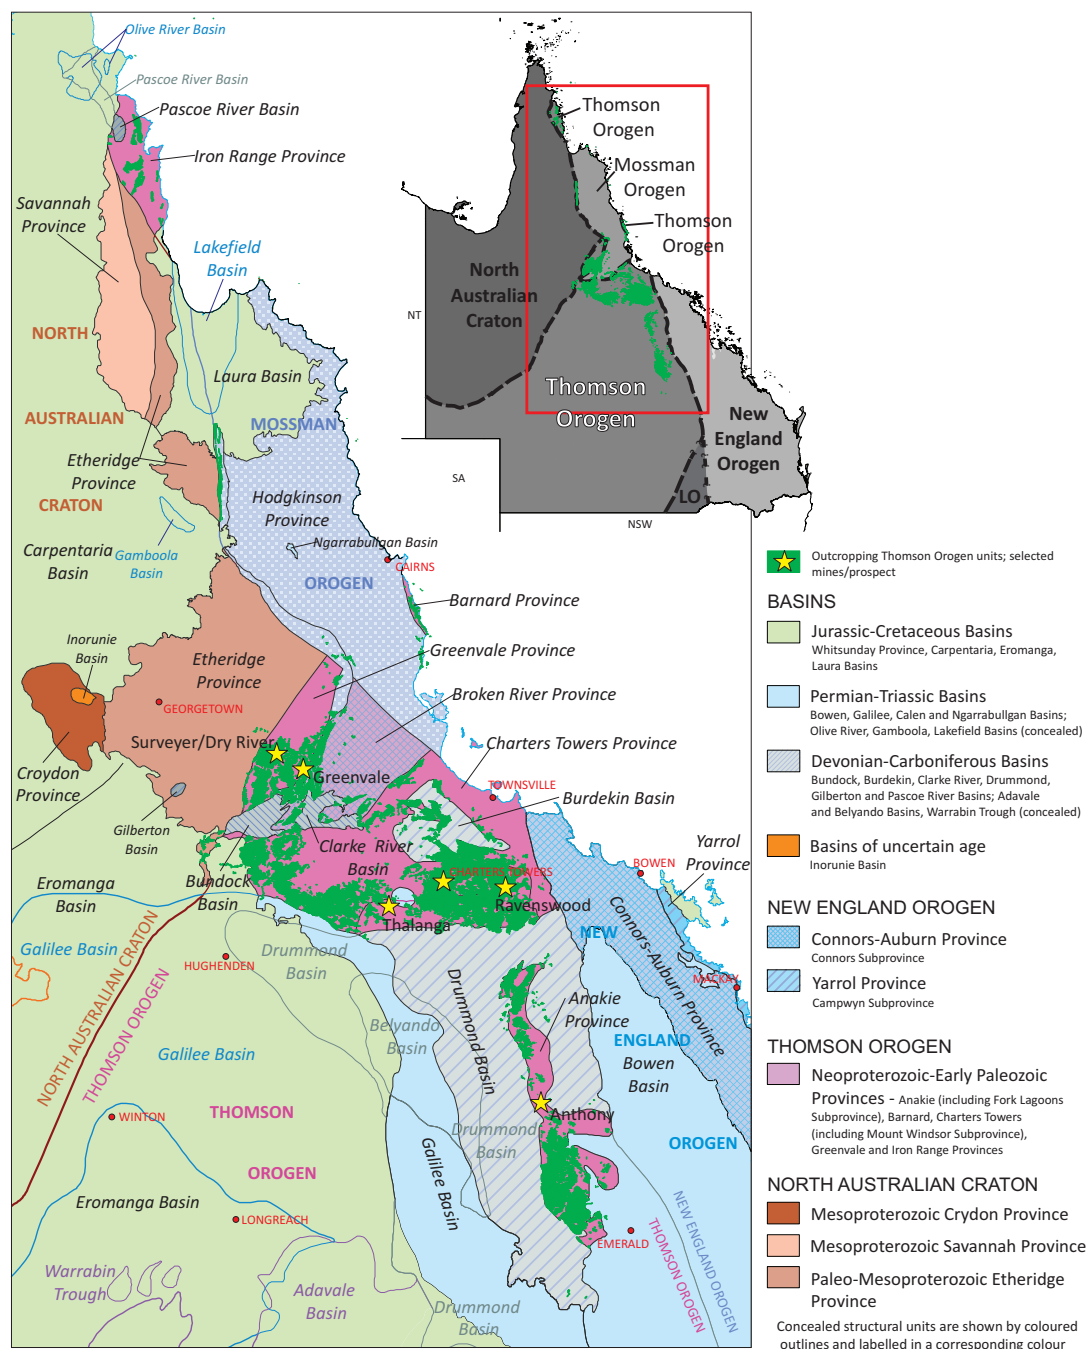 Olive River Basin
Pascoe River Basin
Pascoe River Basin
Iron Range Province
Savannah
Province
Lakefield
Basin
NORTH
Laura Basin
AUSTRALIAN
MOSSMAN
Etheridge
Province
CRATON
Hodgkinson
Province
Carpentaria
Basin
Gamboola
Basin
Ngarrabullgan Basin
CAIRNS
OROGEN
Barnard Province
Inorunie
Basin
Etheridge
Province
Greenvale Province
Broken River Province
GEORGETOWN
Surveyer/Dry River
Charters Towers Province
Croydon
Province
Greenvale
TOWNSVILLE
Burdekin Basin
Gilberton
Basin
Clarke River
Basin
Yarrol
Province
BOWEN
Bundock
Basin
CHARTERS TOWERS
Eromanga
Basin
Ravenswood
Thalanga
Connors-Auburn Province
NEW
Galilee Basin
NORTH AUSTRALIAN CRATON
THOMSON OROGEN
HUGHENDEN
Drummond
Basin
Drummond Basin
MACKAY
Anakie
Province
Belyando
Basin
ENGLAND
Bowen
Basin
Galilee Basin
WINTON
THOMSON
Anthony
Drummond
Basin
OROGEN
Galilee Basin
OROGEN
Eromanga Basin
LONGREACH
NEW ENGLAND OROGEN
THOMSON OROGEN
EMERALD
Warrabin
Trough
Adavale
Basin
Drummond
Basin
Thomson
Orogen
Mossman
Orogen
Thomson
Orogen
North
Australian
Craton
NT
Thomson
Orogen
New
England
Orogen
SA
LO
NSW
Outcropping Thomson Orogen units; selected
mines/prospect
BASINS
Jurassic-Cretaceous Basins
Whitsunday Province, Carpentaria, Eromanga,
Laura Basins
Permian-Triassic Basins
Bowen, Galilee, Calen and Ngarrabullgan Basins;
Olive River, Gamboola, Lakefield Basins (concealed)
Devonian-Carboniferous Basins
Bundock, Burdekin, Clarke River, Drummond,
Gilberton and Pascoe River Basins; Adavale
and Belyando Basins, Warrabin Trough (concealed)
Basins of uncertain age
Inorunie Basin
NEW ENGLAND OROGEN
Connors-Auburn Province
Connors Subprovince
Yarrol Province
Campwyn Subprovince
THOMSON OROGEN
Neoproterozoic-Early Paleozoic
Provinces - Anakie (including Fork Lagoons
Subprovince), Barnard, Charters Towers
(including Mount Windsor Subprovince),
Greenvale and Iron Range Provinces
NORTH AUSTRALIAN CRATON
Mesoproterozoic Crydon Province
Mesoproterozoic Savannah Province
Paleo-Mesoproterozoic Etheridge
Province
Concealed structural units are shown by coloured
outlines and labelled in a corresponding colour